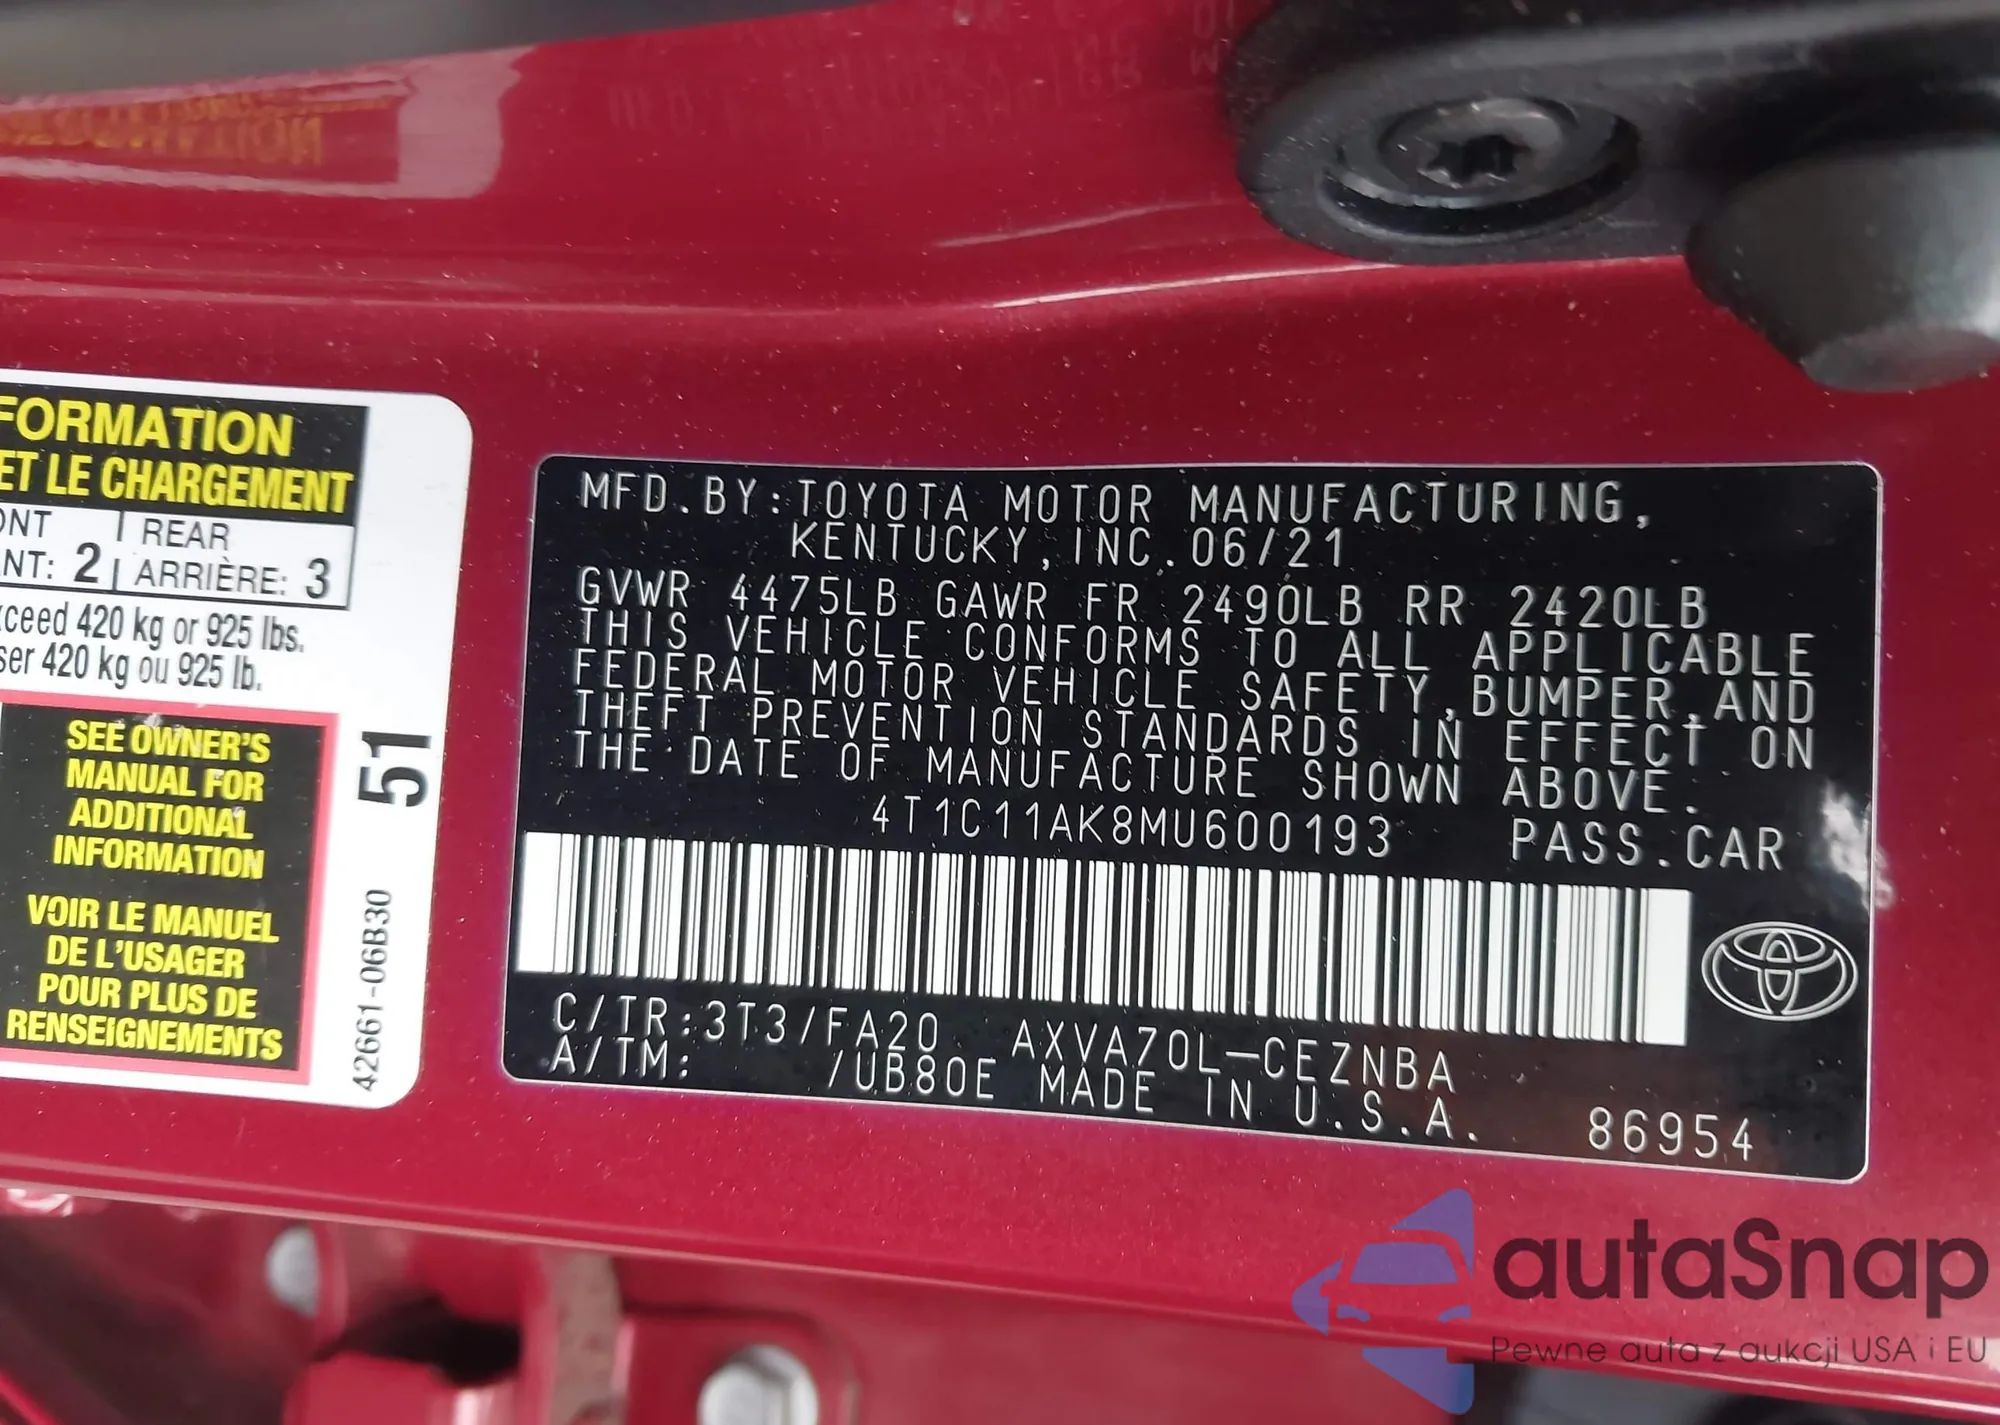 FORMATION
ET LE CHARGEMENT
ONT | REAR
NT: 2 | ARRIÈRE: 3
xceed 420 kg or 925 lbs.
ser 420 kg ou 925 lb.
SEE OWNER'S
MANUAL FOR
ADDITIONAL
INFORMATION
VOIR LE MANUEL
DE L'USAGER
POUR PLUS DE
RENSEIGNEMENTS
51
42661-06B30
MFD.BY:TOYOTA MOTOR MANUFACTURING,
KENTUCKY,INC.06/21
GVWR 4475LB GAWR FR 2490LB RR 2420LB
THIS VEHICLE CONFORMS TO ALL APPLICABLE
FEDERAL MOTOR VEHICLE SAFETY,BUMPER,AND
THEFT PREVENTION STANDARDS IN EFFECT ON
THE DATE OF MANUFACTURE SHOWN ABOVE.
4T1C11AK8MU600193 PASS.CAR
C/TR:3T3/FA20 AXVA70L-CEZNBA
A/TM: /UB80E MADE IN U.S.A. 86954
autaSnap
Pewne auta z aukcji USA i EU